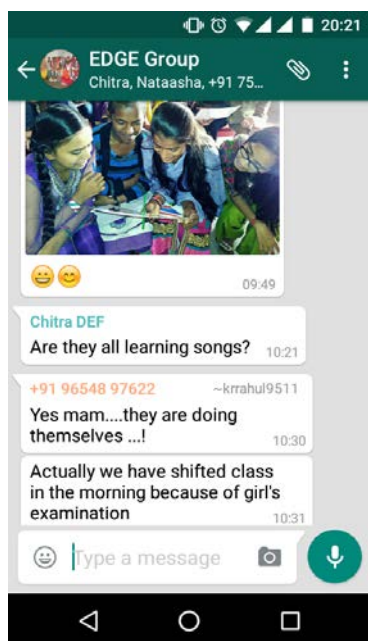 20:21
EDGE Group
Chitra, Nataasha, +91 75...
09:49
Chitra DEF
Are they all learning songs?
10:21
+91 96548 97622 ~krrahul9511
Yes mam....they are doing
themselves ...!
10:30
Actually we have shifted class
in the morning because of girl's
examination
10:31
Type a message